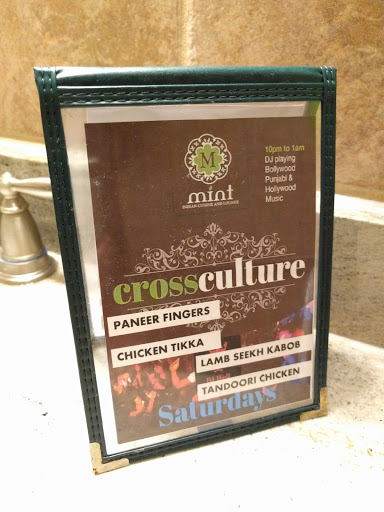 M
mint
INDIAN CUISINE AND LOUNGE
10pm to 1am
DJ playing
Bollywood
Punjabi &
Hollywood
Music
crossculture
PANEER FINGERS
CHICKEN TIKKA
LAMB SEEKH KABOB
TANDOORI CHICKEN
Saturdays